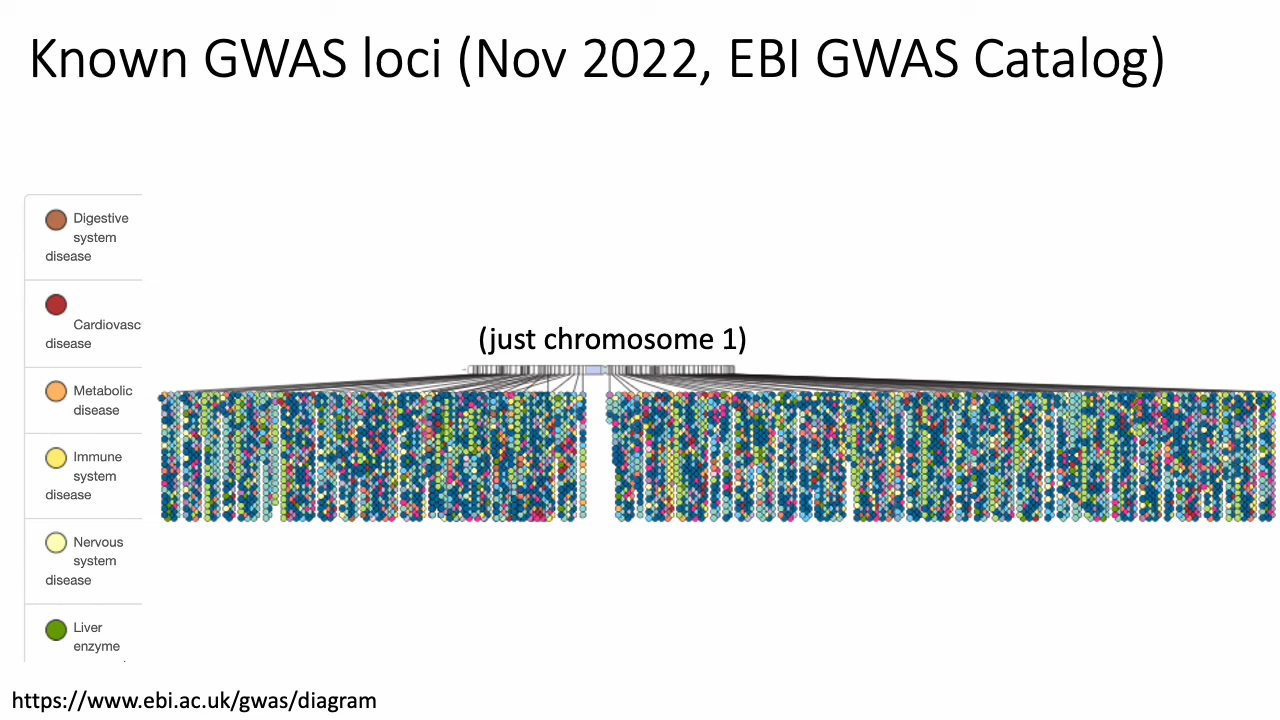 Known GWAS loci (Nov 2022, EBI GWAS Catalog)
Digestive
system
disease
(just chromosome 1)
Cardiovasc
disease
Metabolic
disease
Immune
system
disease
Nervous
system
disease
Liver
enzyme
https://www.ebi.ac.uk/gwas/diagram